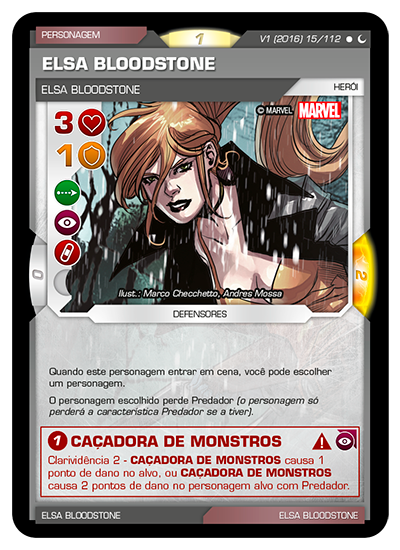 PERSONAGEM
1
V1 (2016) 15/112
ELSA BLOODSTONE
ELSA BLOODSTONE
HERÓI
3
© MARVEL MARVEL
1
0
2
Ilust.: Marco Checchetto, Andres Mossa
DEFENSORES
Quando este personagem entrar em cena, você pode escolher
um personagem.
O personagem escolhido perde Predador (o personagem só
perderá a característica Predador se a tiver).
1 CAÇADORA DE MONSTROS
Clarividência 2 - CAÇADORA DE MONSTROS causa 1
ponto de dano no alvo, ou CAÇADORA DE MONSTROS
causa 2 pontos de dano no personagem alvo com Predador.
ELSA BLOODSTONE
ELSA BLOODSTONE